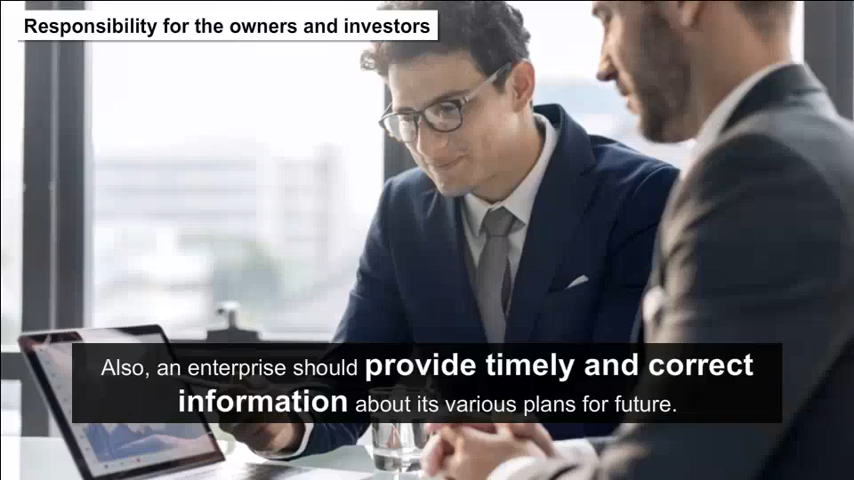 Responsibility for the owners and investors
Also, an enterprise should provide timely and correct
information about its various plans for future.